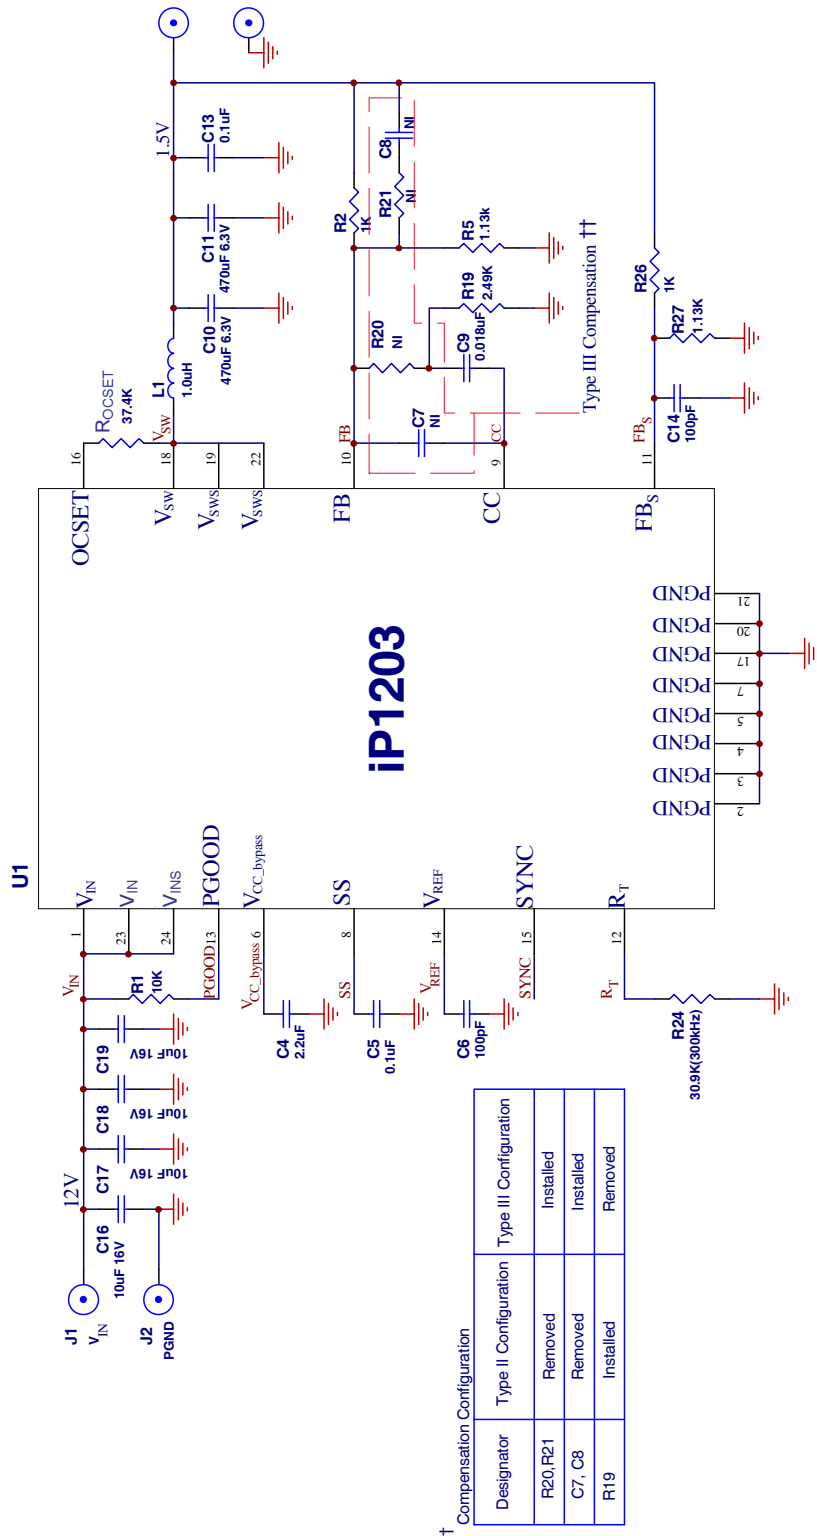 U1
iP1203
J1
VIN
J2
PGND
12V
C16
10uF 16V
C17
10uF 16V
C18
10uF 16V
C19
10uF 16V
R1
10K
VIN
1
VIN
23
VIN
24
VINS
PGOOD
13
PGOOD
VCC_bypass
6
VCC_bypass
C4
2.2uF
SS
8
SS
C5
0.1uF
VREF
14
VREF
C6
100pF
SYNC
15
SYNC
RT
12
RT
R24
30.9K(300kHz)
OCSET
16
ROCSET
37.4K
VSW
18
VSW
VSWS
19
VSWS
22
L1
1.0uH
C10
470uF 6.3V
C11
470uF 6.3V
C13
0.1uF
1.5V
FB
10
FB
CC
9
CC
C7
NI
R20
NI
C9
0.018uF
R19
2.49K
R2
1K
R21
NI
C8
NI
R5
1.13k
Type III Compensation ††
FBS
11
FBS
C14
100pF
R27
1.13K
R26
1K
PGND
2
PGND
3
PGND
4
PGND
5
PGND
7
PGND
17
PGND
20
PGND
21
† Compensation Configuration
Designator Type II Configuration Type III Configuration
R20,R21 Removed Installed
C7, C8 Removed Installed
R19 Installed Removed